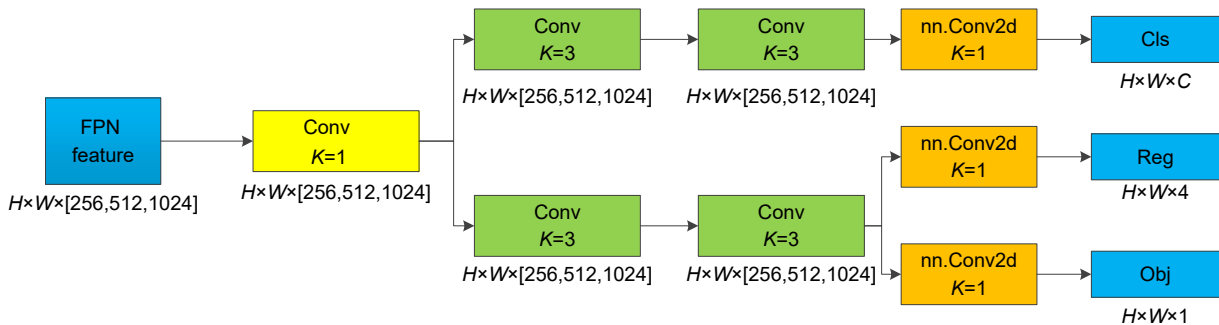 FPN
feature
H×W×[256,512,1024]
Conv
K=1
H×W×[256,512,1024]
Conv
K=3
H×W×[256,512,1024]
Conv
K=3
H×W×[256,512,1024]
nn.Conv2d
K=1
Cls
H×W×C
Conv
K=3
H×W×[256,512,1024]
Conv
K=3
H×W×[256,512,1024]
nn.Conv2d
K=1
Reg
H×W×4
nn.Conv2d
K=1
Obj
H×W×1